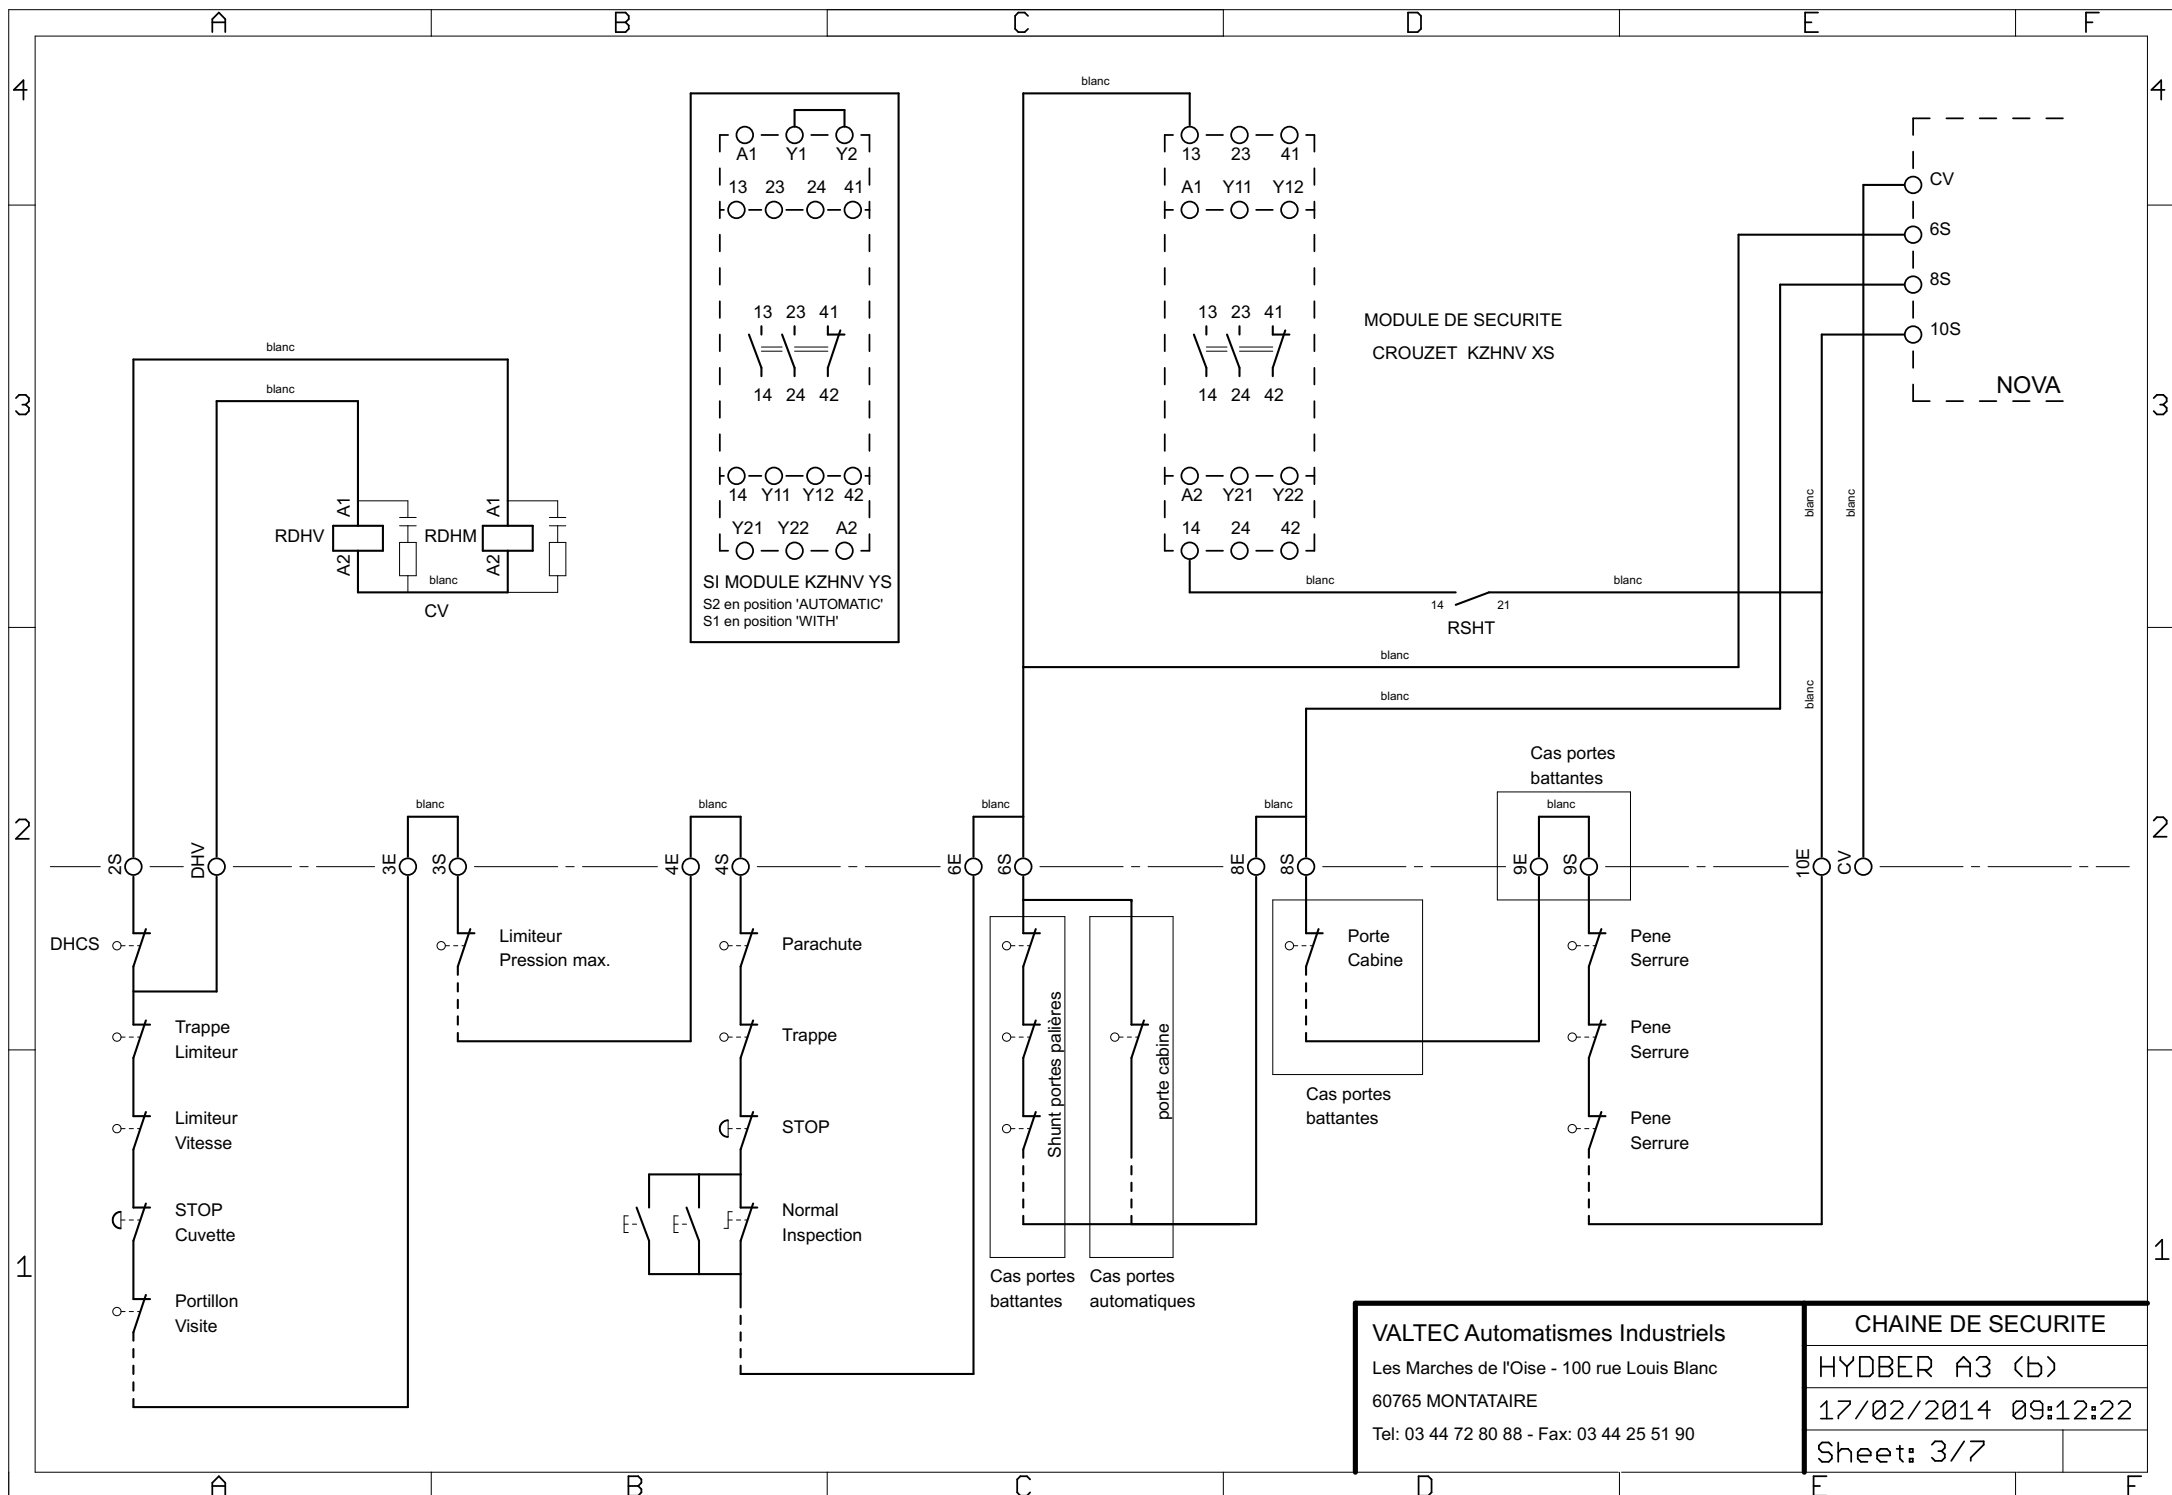 A B C D E F
4 4
blanc
A1 Y1 Y2
13 23 24 41
13 23 41
14 24 42
14 Y11 Y12 42
Y21 Y22 A2
SI MODULE KZHNV YS
S2 en position 'AUTOMATIC'
S1 en position 'WITH'
13 23 41
A1 Y11 Y12
13 23 41
14 24 42
A2 Y21 Y22
14 24 42
MODULE DE SECURITE
CROUZET KZHNV XS
CV
6S
8S
10S
NOVA
3 3
blanc
blanc
A1 A1
RDHV RDHM
A2 A2
blanc
CV
blanc blanc
14 21
RSHT
blanc
blanc
blanc
blanc
blanc
Cas portes
battantes
2 2
blanc blanc blanc blanc blanc
2S DHV 3E 3S 4E 4S 6E 6S 8E 8S 9E 9S 10E CV
DHCS
Trappe
Limiteur
Limiteur
Vitesse
STOP
Cuvette
Portillon
Visite
Limiteur
Pression max.
Parachute
Trappe
STOP
Normal
Inspection
Shunt portes palières
porte cabine
Cas portes
battantes
Cas portes
automatiques
Porte
Cabine
Cas portes
battantes
Pene
Serrure
Pene
Serrure
Pene
Serrure
1 1
VALTEC Automatismes Industriels
Les Marches de l'Oise - 100 rue Louis Blanc
60765 MONTATAIRE
Tel: 03 44 72 80 88 - Fax: 03 44 25 51 90
CHAINE DE SECURITE
HYDBER A3 (b)
17/02/2014 09:12:22
Sheet: 3/7
A B C D E F